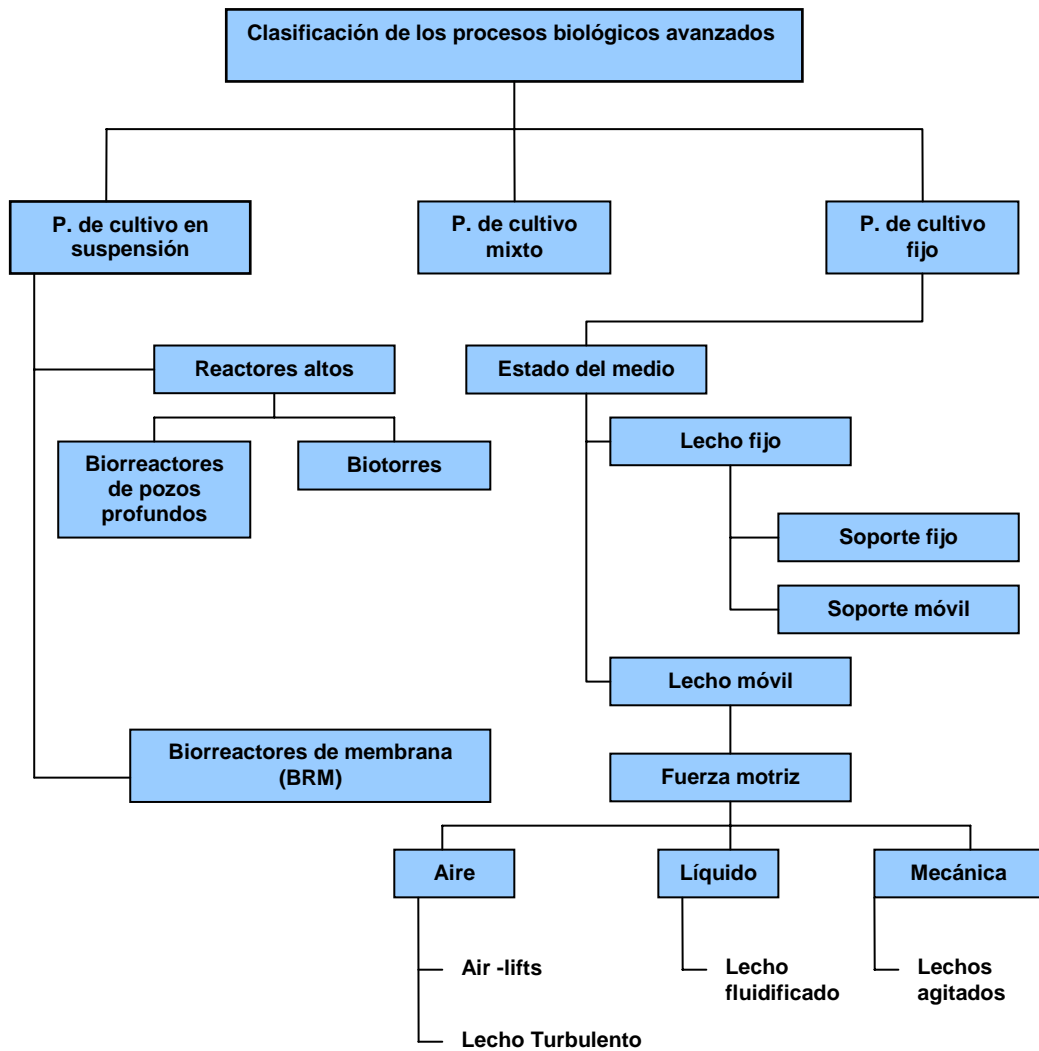 Clasificación de los procesos biológicos avanzados
P. de cultivo en
suspensión
P. de cultivo
mixto
P. de cultivo
fijo
Reactores altos
Estado del medio
Biorreactores
de pozos
profundos
Biotorres
Lecho fijo
Soporte fijo
Soporte móvil
Lecho móvil
Biorreactores de membrana
(BRM)
Fuerza motriz
Aire
Líquido
Mecánica
Air -lifts
Lecho
fluidificado
Lechos
agitados
Lecho Turbulento